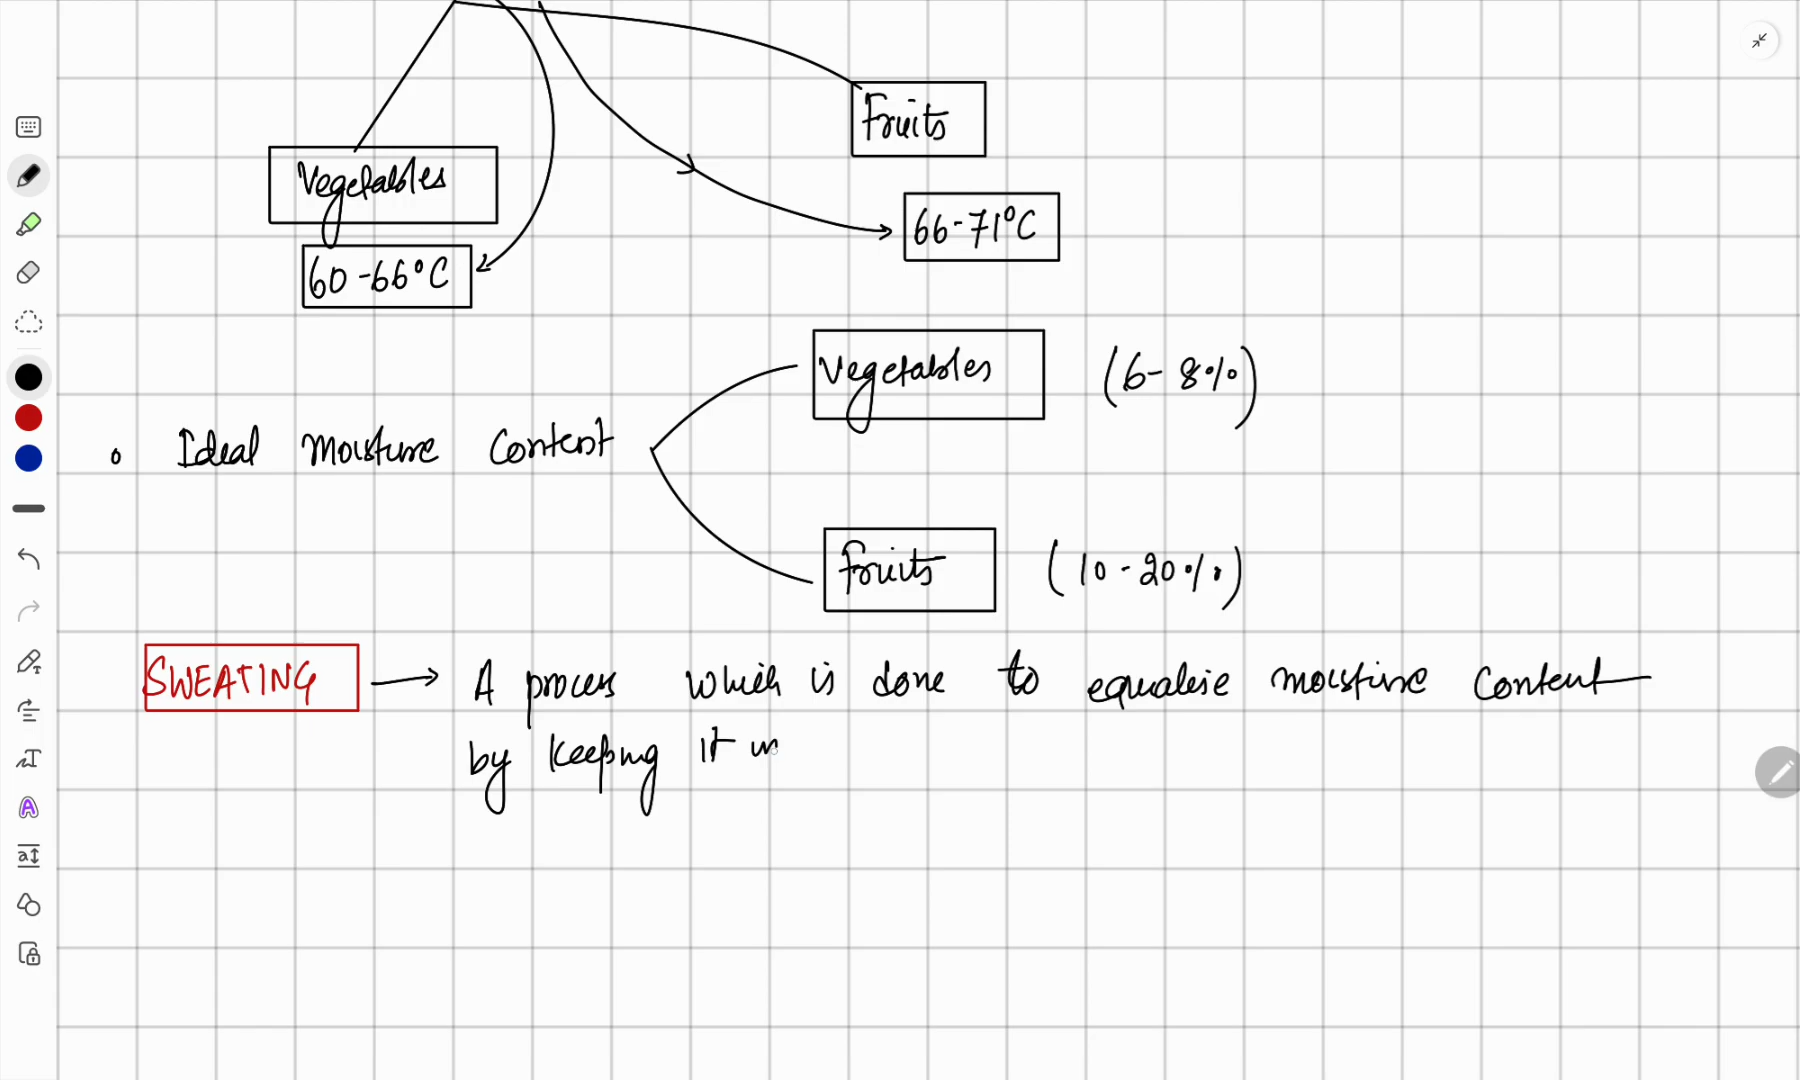 Fruits
Vegetables
66-71°C
60-66°C
Vegetables (6-8%)
• Ideal Moisture Content
Fruits (10-20%)
SWEATING → A process which is done to equalise moisture content
by keeping it in